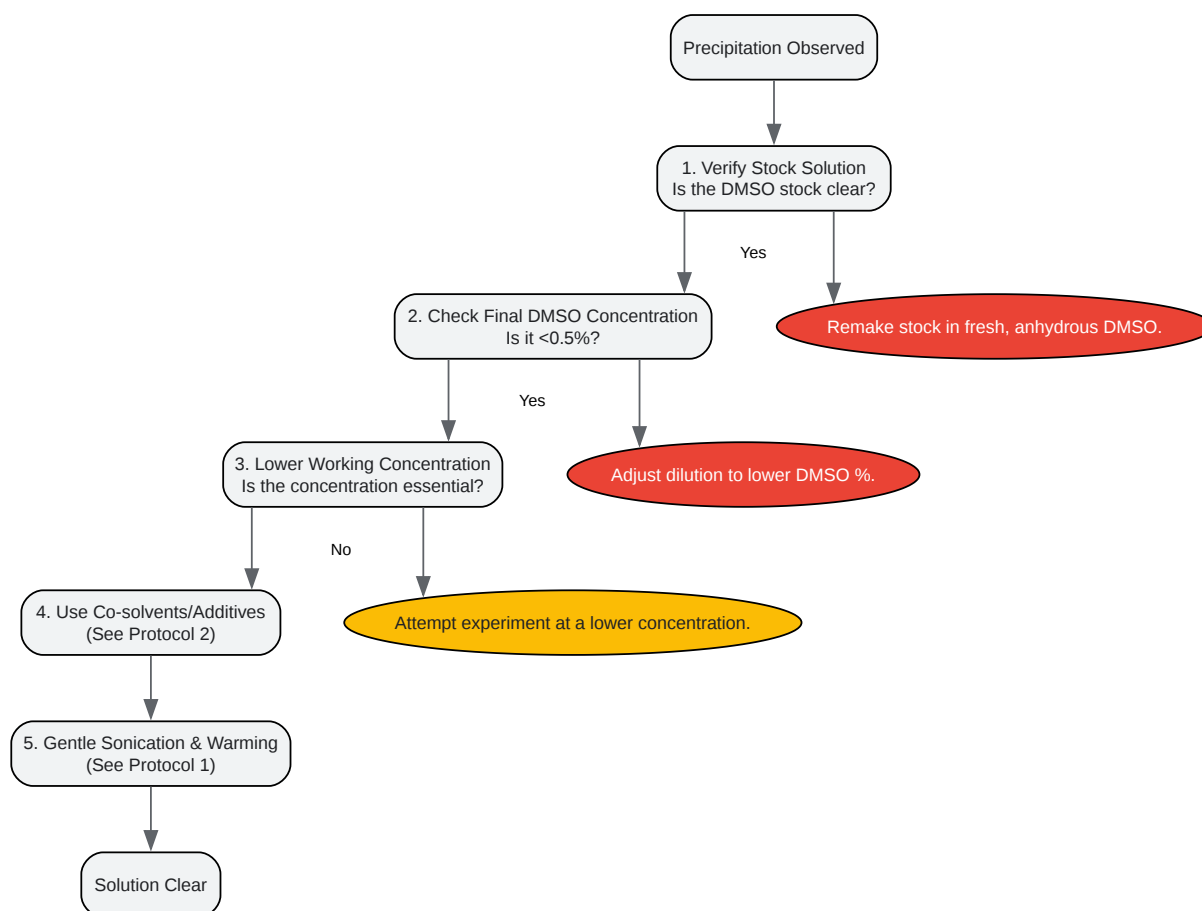 Precipitation Observed
1. Verify Stock Solution
Is the DMSO stock clear?
Yes
2. Check Final DMSO Concentration
Is it <0.5%?
Remake stock in fresh, anhydrous DMSO.
Yes
3. Lower Working Concentration
Is the concentration essential?
Adjust dilution to lower DMSO %.
No
4. Use Co-solvents/Additives
(See Protocol 2)
Attempt experiment at a lower concentration.
5. Gentle Sonication & Warming
(See Protocol 1)
Solution Clear